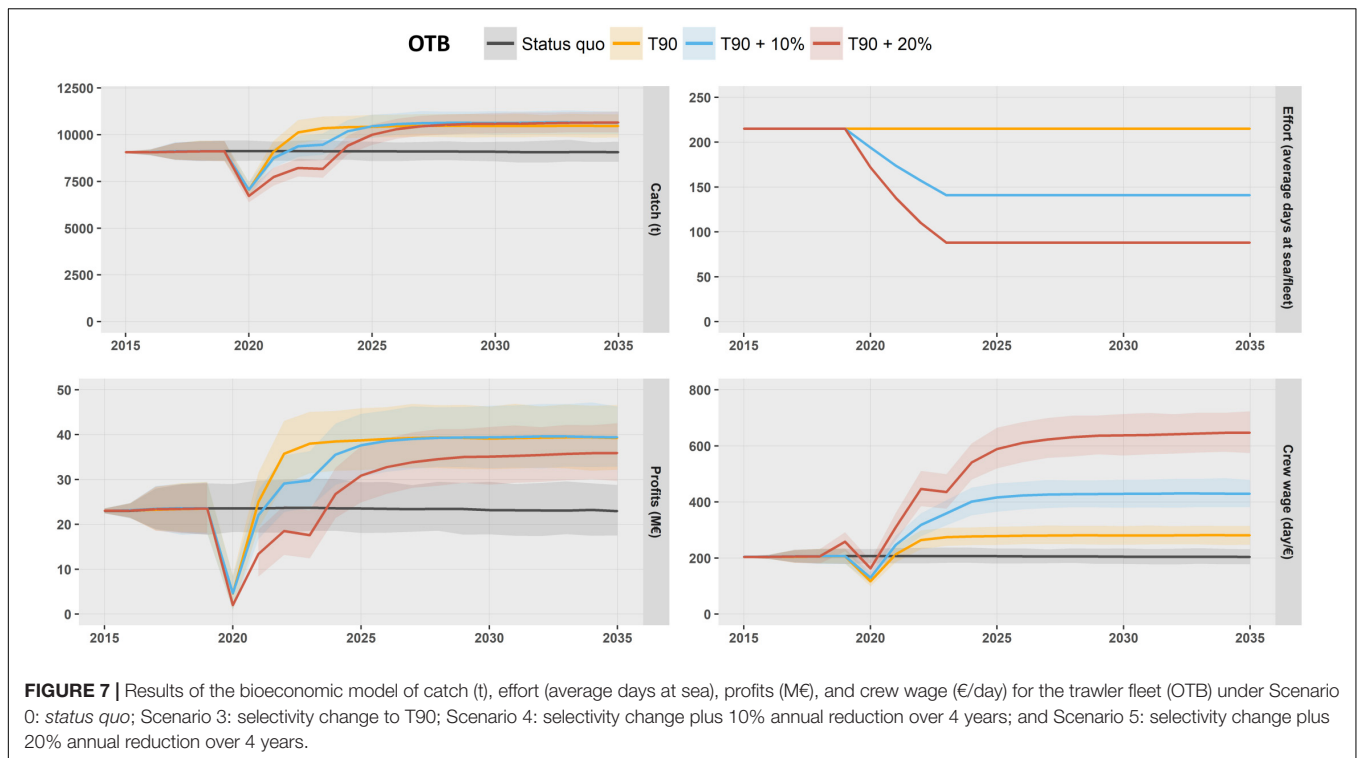 OTB Status quo T90 T90 + 10% T90 + 20%
12500
10000
7500
5000
2500
0
2015 2020 2025 2030 2035
Catch (t)
250
200
150
100
50
0
2015 2020 2025 2030 2035
Effort (average days at sea/fleet)
50
40
30
20
10
0
2015 2020 2025 2030 2035
Profits (M€)
800
600
400
200
0
2015 2020 2025 2030 2035
Crew wage (day/€)
FIGURE 7 | Results of the bioeconomic model of catch (t), effort (average days at sea), profits (M€), and crew wage (€/day) for the trawler fleet (OTB) under Scenario
0: status quo; Scenario 3: selectivity change to T90; Scenario 4: selectivity change plus 10% annual reduction over 4 years; and Scenario 5: selectivity change plus
20% annual reduction over 4 years.